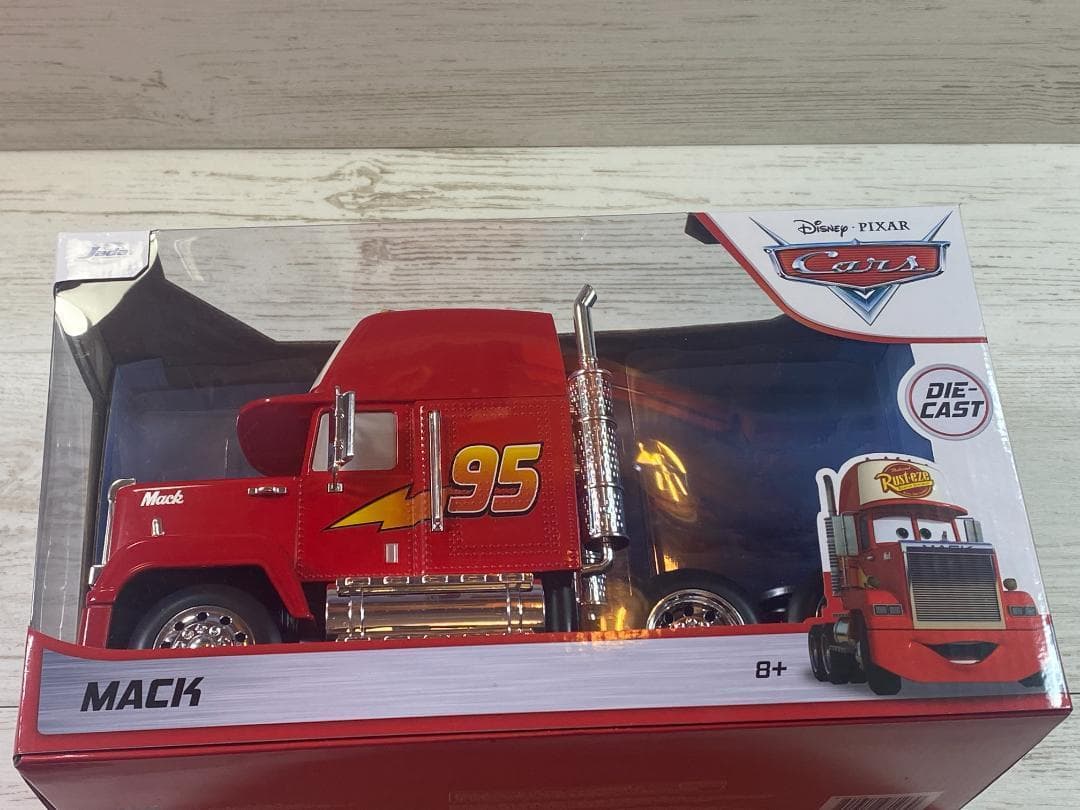 Jada
Disney · PIXAR
Cars
DIE-
CAST
95
Mack
Rust-eze
MACK
8+